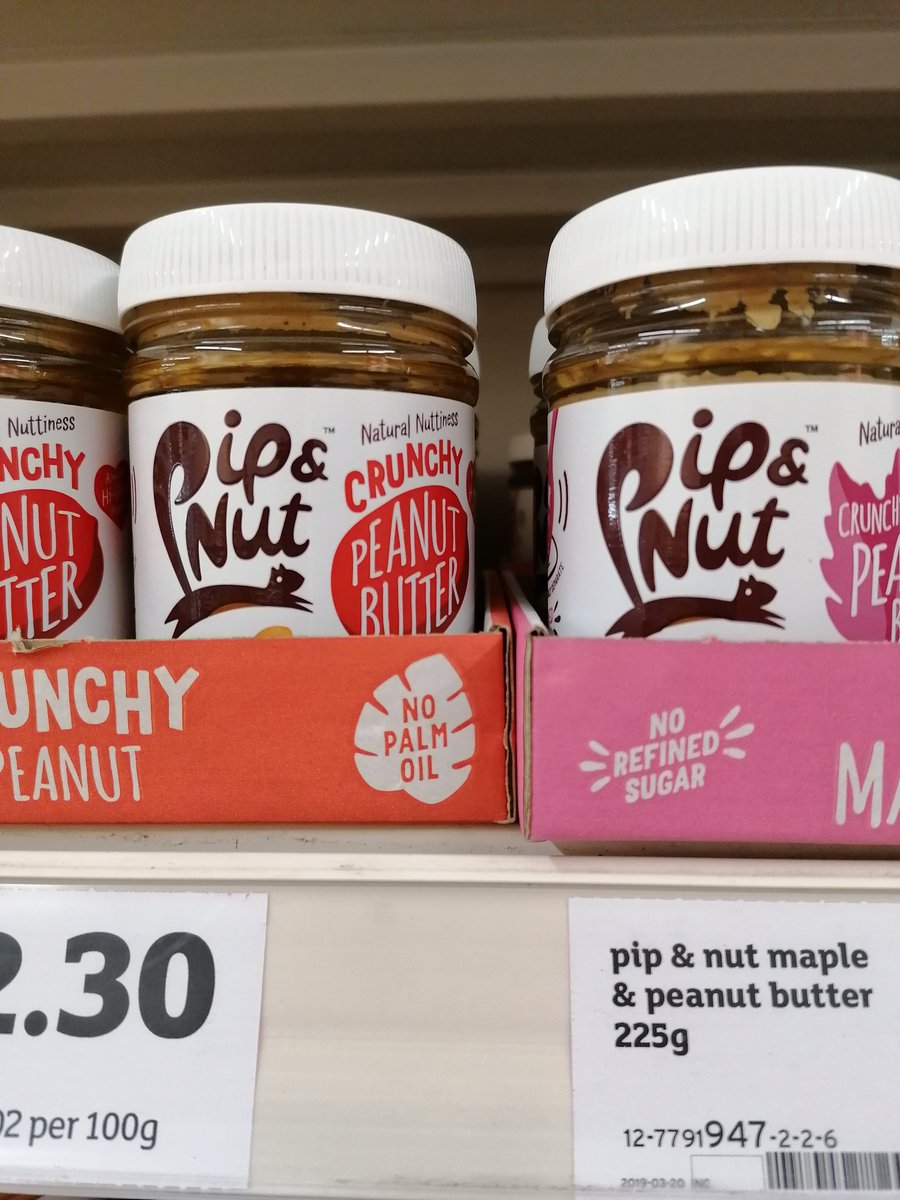 Nuttiness
NCHY
NUT
TTER
Pip &
Nut
™
Natural Nuttiness
CRUNCHY
PEANUT
BUTTER
Pip &
Nut
™
Natura
CRUNCH
PEA
B
UNCHY
PEANUT
NO
PALM
OIL
NO
REFINED
SUGAR
MA
2.30
02 per 100g
pip & nut maple
& peanut butter
225g
12-7791947-2-2-6
2019-03-20 NG